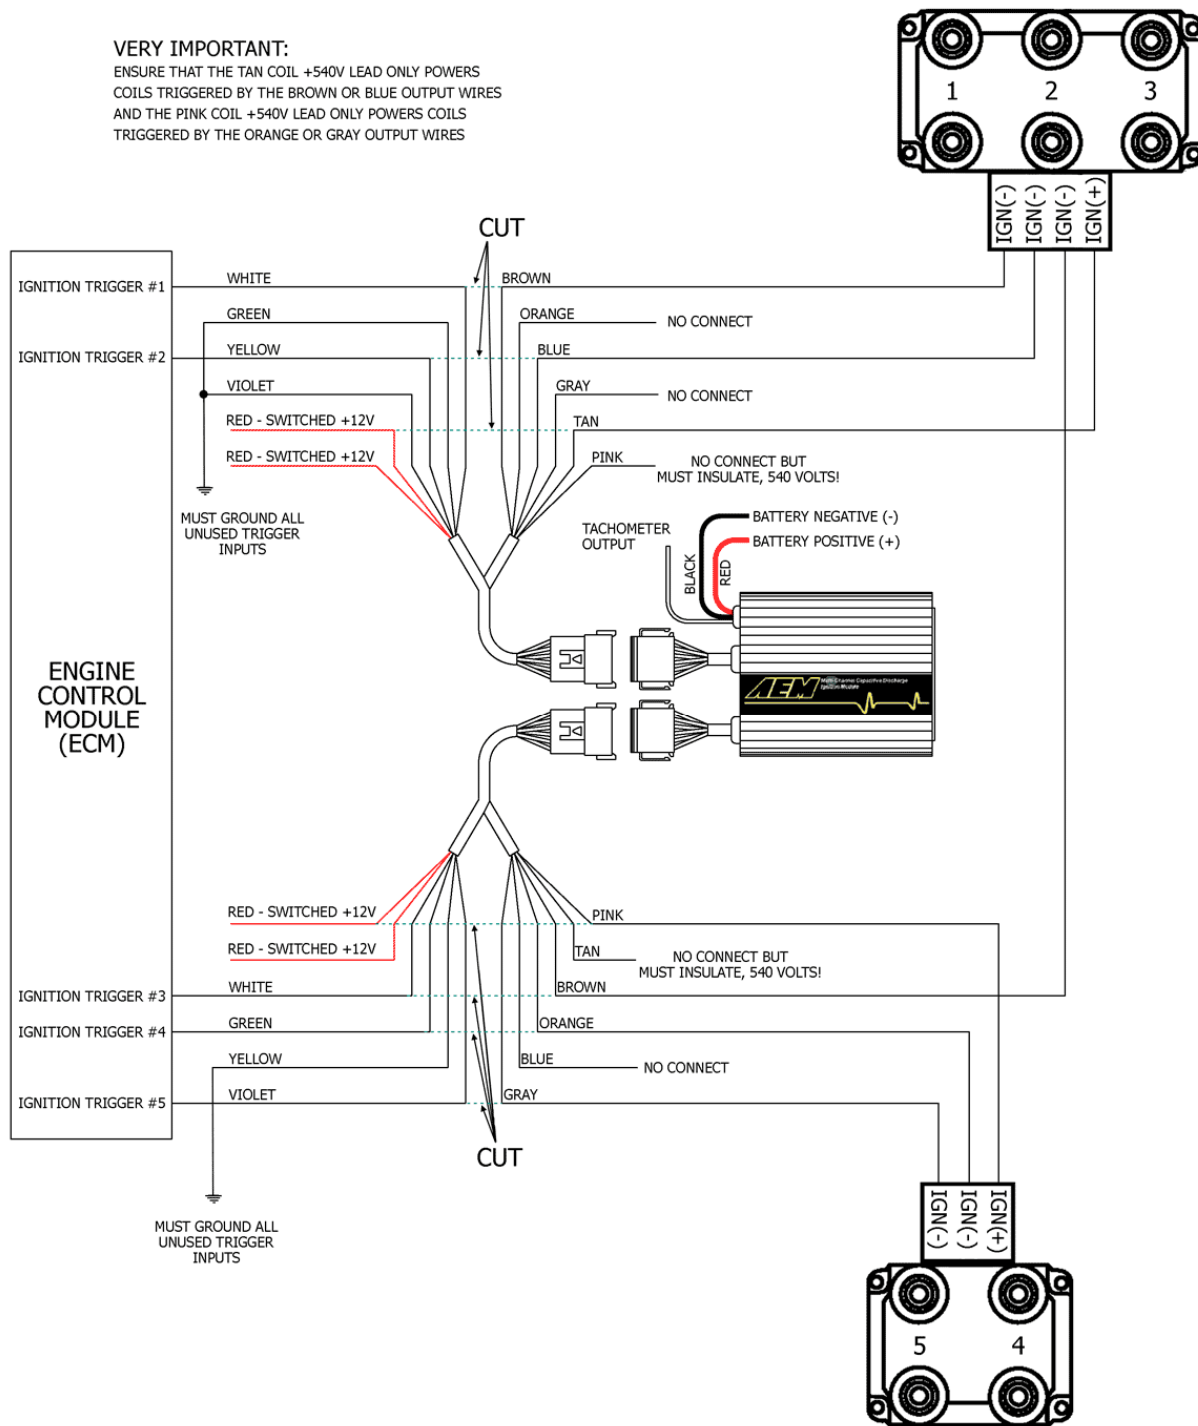 VERY IMPORTANT:
ENSURE THAT THE TAN COIL +540V LEAD ONLY POWERS
COILS TRIGGERED BY THE BROWN OR BLUE OUTPUT WIRES
AND THE PINK COIL +540V LEAD ONLY POWERS COILS
TRIGGERED BY THE ORANGE OR GRAY OUTPUT WIRES
1 2 3
IGN(-) IGN(-) IGN(-) IGN(+)
CUT
IGNITION TRIGGER #1 WHITE BROWN
GREEN ORANGE NO CONNECT
IGNITION TRIGGER #2 YELLOW BLUE
VIOLET GRAY NO CONNECT
RED - SWITCHED +12V TAN
RED - SWITCHED +12V PINK
NO CONNECT BUT
MUST INSULATE, 540 VOLTS!
MUST GROUND ALL
UNUSED TRIGGER
INPUTS
TACHOMETER
OUTPUT
BATTERY NEGATIVE (-)
BATTERY POSITIVE (+)
BLACK
RED
AEM
Multi-Channel Capacitive Discharge
Ignition Module
ENGINE
CONTROL
MODULE
(ECM)
RED - SWITCHED +12V PINK
RED - SWITCHED +12V TAN
NO CONNECT BUT
MUST INSULATE, 540 VOLTS!
IGNITION TRIGGER #3 WHITE BROWN
IGNITION TRIGGER #4 GREEN ORANGE
YELLOW BLUE NO CONNECT
IGNITION TRIGGER #5 VIOLET GRAY
CUT
MUST GROUND ALL
UNUSED TRIGGER
INPUTS
IGN(-) IGN(-) IGN(+)
5 4